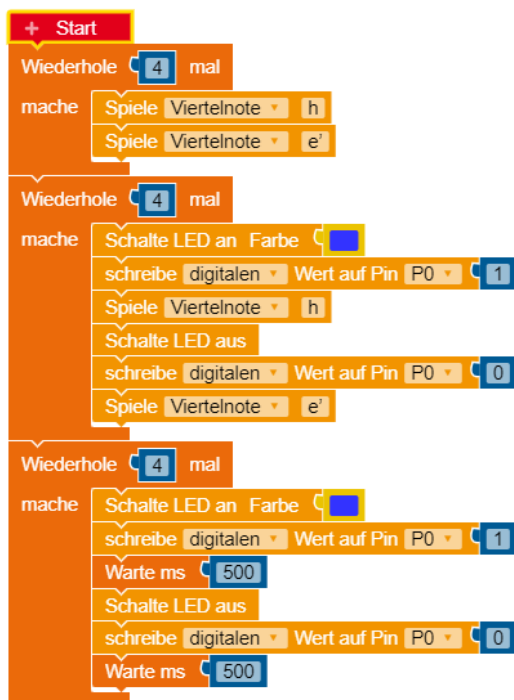 + Start
Wiederhole 4 mal
mache Spiele Viertelnote h
Spiele Viertelnote e'
Wiederhole 4 mal
mache Schalte LED an Farbe
schreibe digitalen Wert auf Pin P0 1
Spiele Viertelnote h
Schalte LED aus
schreibe digitalen Wert auf Pin P0 0
Spiele Viertelnote e'
Wiederhole 4 mal
mache Schalte LED an Farbe
schreibe digitalen Wert auf Pin P0 1
Warte ms 500
Schalte LED aus
schreibe digitalen Wert auf Pin P0 0
Warte ms 500